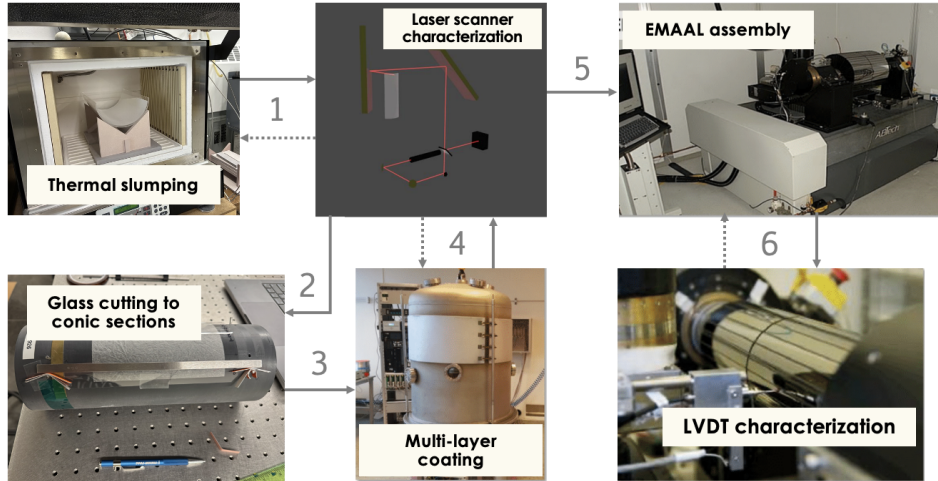 Laser scanner
characterization
EMAAL assembly
5
1
ABTech
Thermal slumping
4
6
2
Glass cutting to
conic sections
3
LVDT characterization
Multi-layer
coating